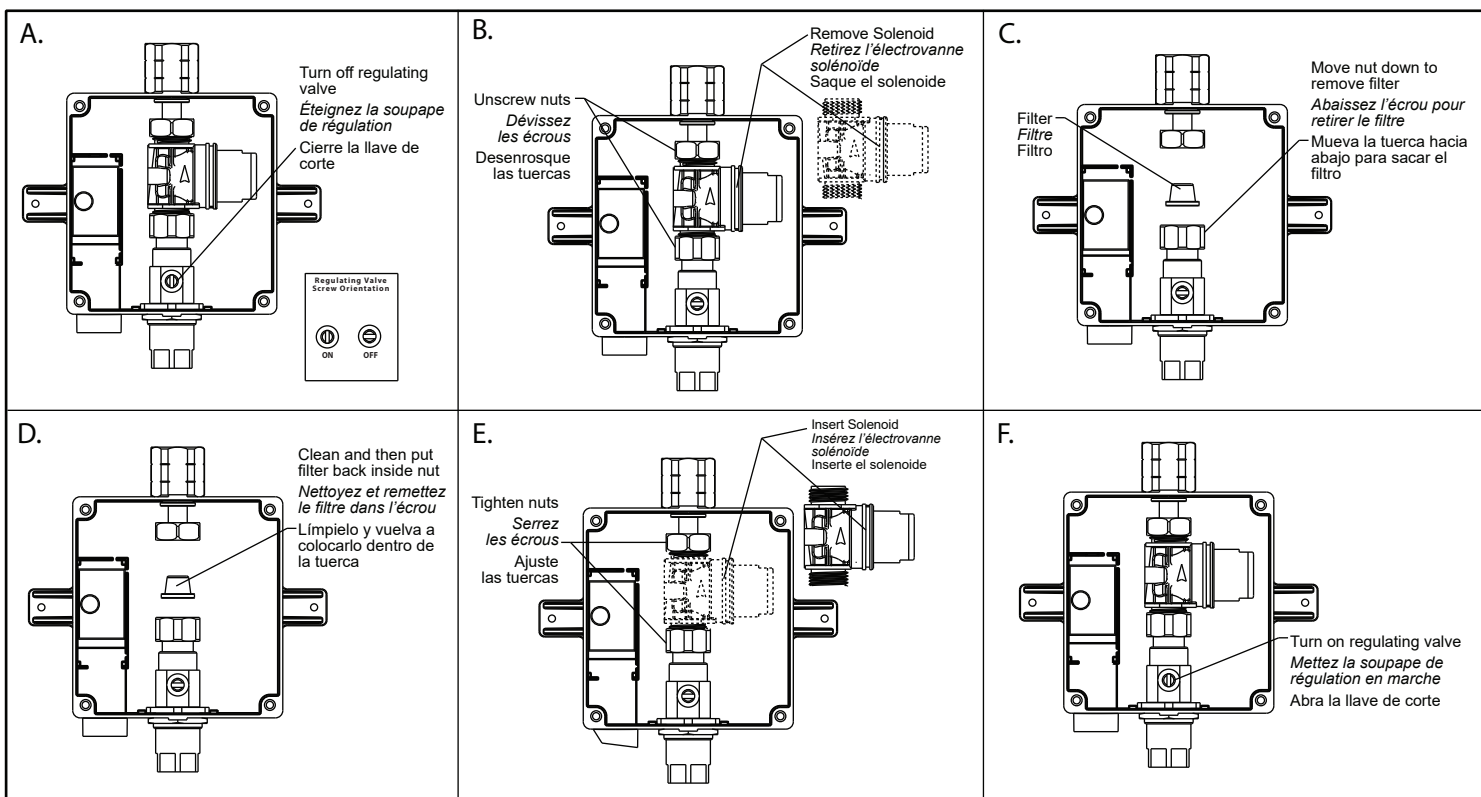 A.
Turn off regulating
valve
Éteignez la soupape
de régulation
Cierre la llave de
corte
Regulating Valve
Screw Orientation
ON
OFF
B.
Remove Solenoid
Retirez l’électrovanne
solénoïde
Saque el solenoide
Unscrew nuts
Dévissez
les écrous
Desenrosque
las tuercas
C.
Move nut down to
remove filter
Abaissez l’écrou pour
retirer le filtre
Mueva la tuerca hacia
abajo para sacar el
filtro
Filter
Filtre
Filtro
D.
Clean and then put
filter back inside nut
Nettoyez et remettez
le filtre dans l’écrou
Límpielo y vuelva a
colocarlo dentro de
la tuerca
E.
Insert Solenoid
Insérez l’électrovanne
solénoïde
Inserte el solenoide
Tighten nuts
Serrez
les écrous
Ajuste
las tuercas
F.
Turn on regulating valve
Mettez la soupape de
régulation en marche
Abra la llave de corte